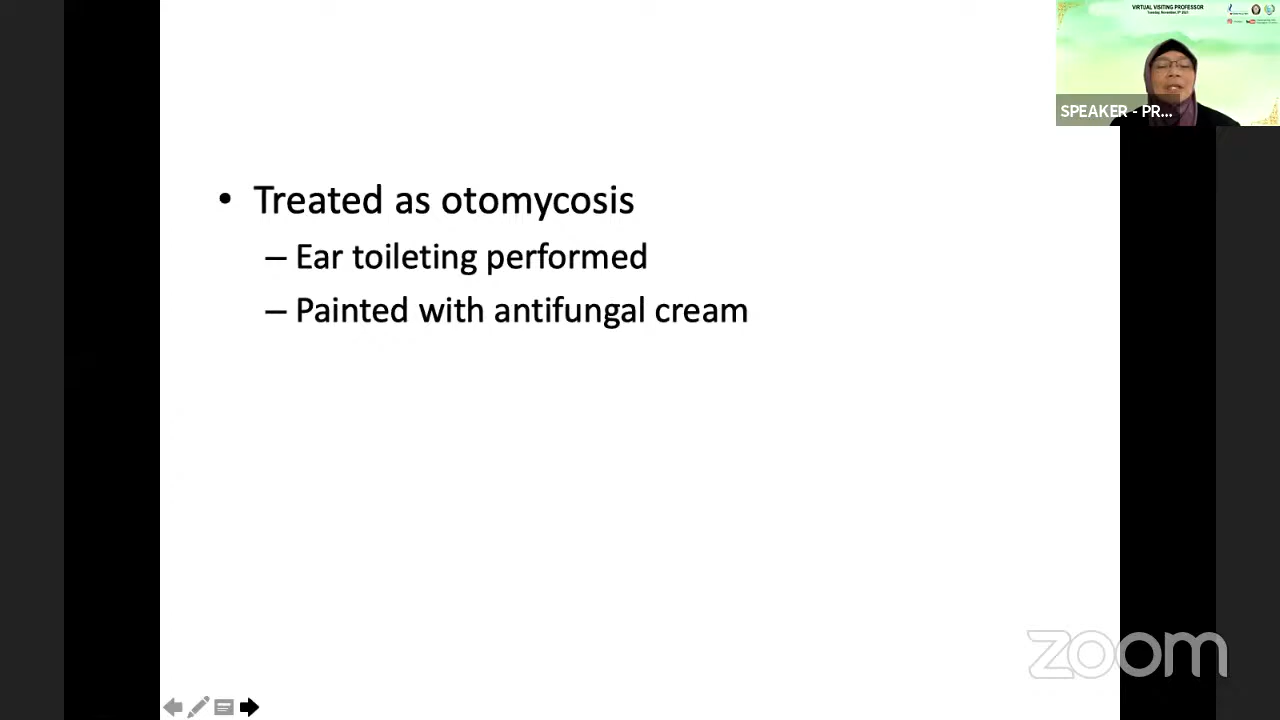 VIRTUAL VISITING PROFESSOR
SPEAKER - PR...
• Treated as otomycosis
– Ear toileting performed
– Painted with antifungal cream
zoom